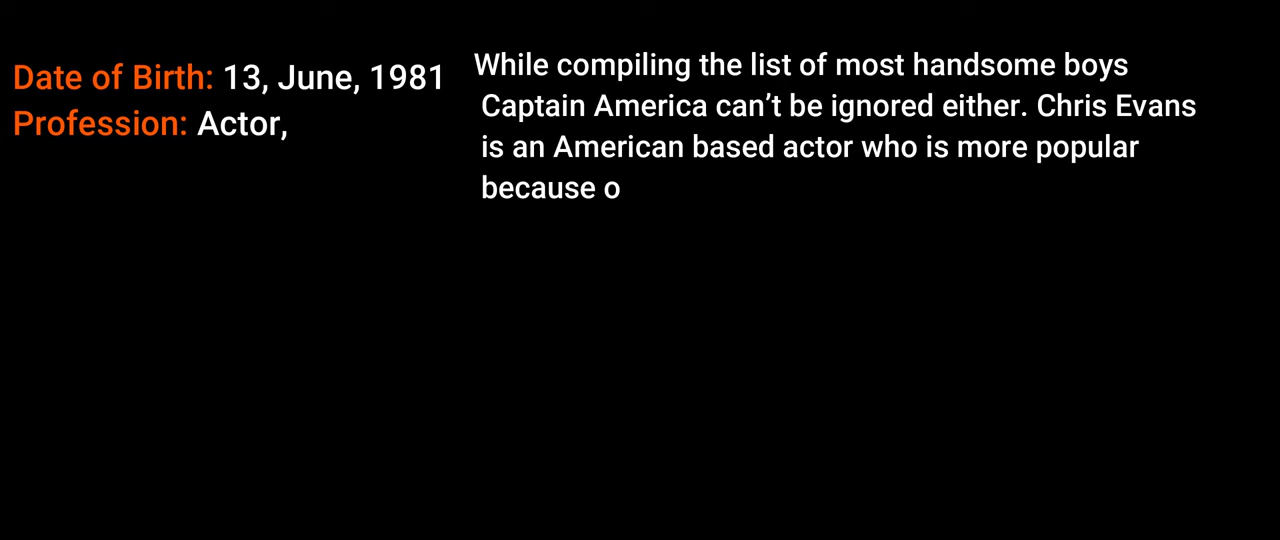 Date of Birth: 13, June, 1981
Profession: Actor,
While compiling the list of most handsome boys
Captain America can’t be ignored either. Chris Evans
is an American based actor who is more popular
because o